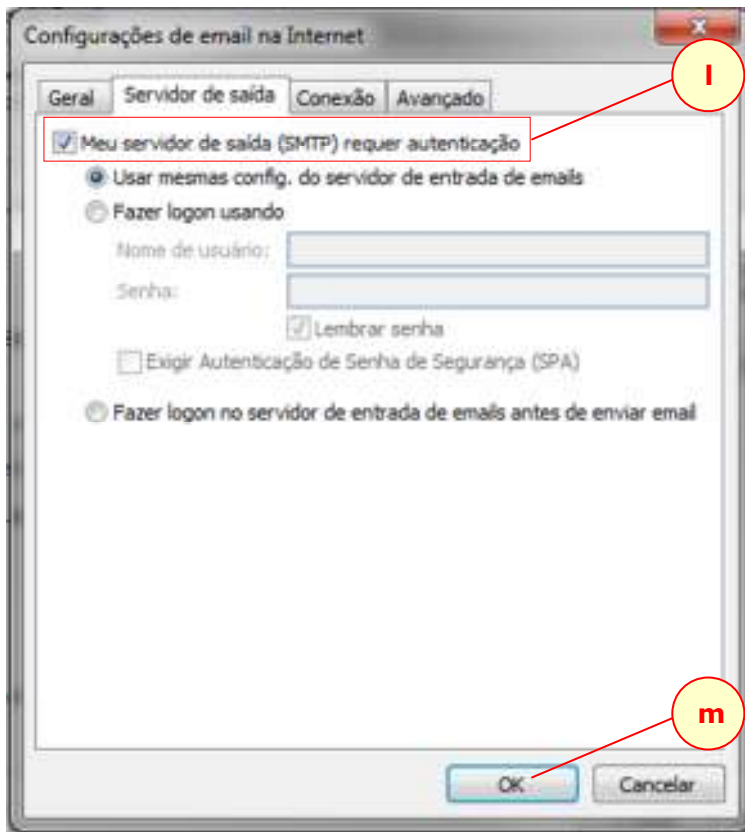 Configurações de email na Internet
l
Geral Servidor de saída Conexão Avançado
Meu servidor de saída (SMTP) requer autenticação
Usar mesmas config. do servidor de entrada de emails
Fazer logon usando
Nome de usuário:
Senha:
Lembrar senha
Exigir Autenticação de Senha de Segurança (SPA)
Fazer logon no servidor de entrada de emails antes de enviar email
m
OK Cancelar